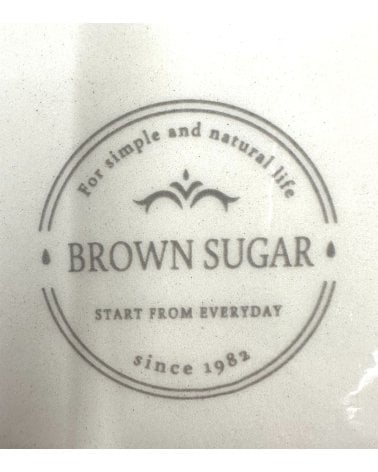 For simple and natural life
BROWN SUGAR
START FROM EVERYDAY
since 1982